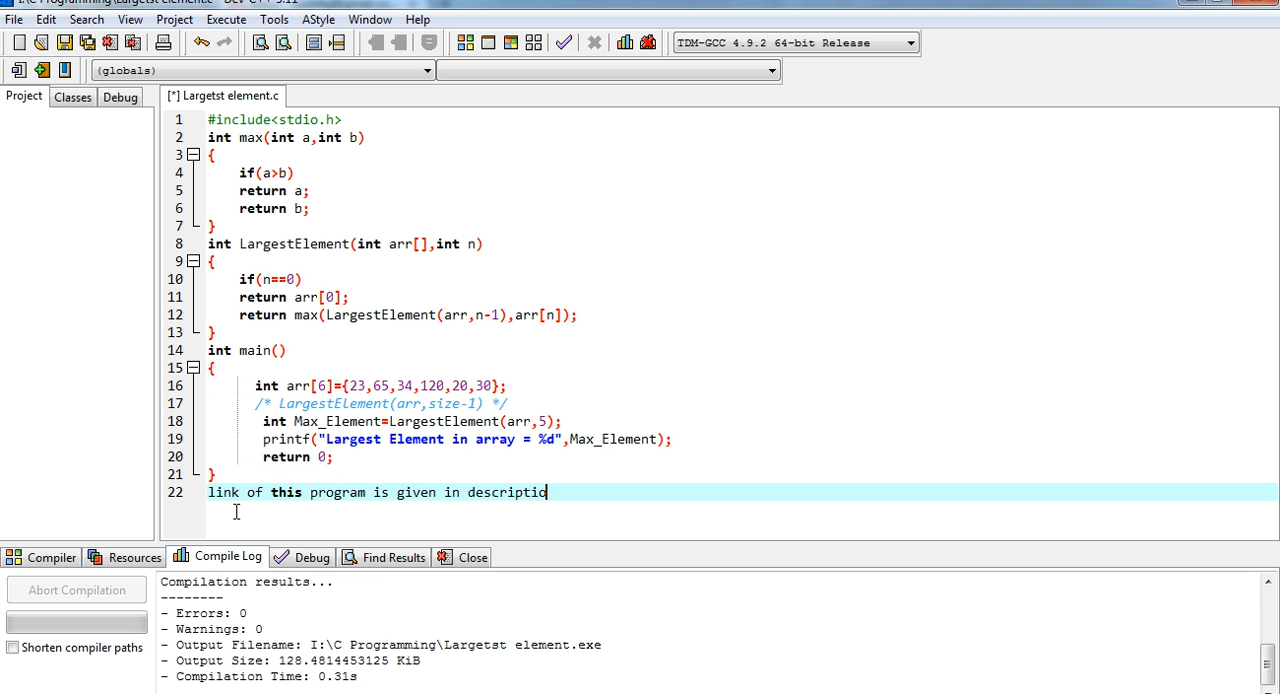 I:\C Programming\Largetst element.c - Dev-C++ 5.11
File Edit Search View Project Execute Tools AStyle Window Help
TDM-GCC 4.9.2 64-bit Release
(globals)
Project Classes Debug [*] Largetst element.c
1 #include<stdio.h>
2 int max(int a,int b)
3 {
4 if(a>b)
5 return a;
6 return b;
7 }
8 int LargestElement(int arr[],int n)
9 {
10 if(n==0)
11 return arr[0];
12 return max(LargestElement(arr,n-1),arr[n]);
13 }
14 int main()
15 {
16 int arr[6]={23,65,34,120,20,30};
17 /* LargestElement(arr,size-1) */
18 int Max_Element=LargestElement(arr,5);
19 printf("Largest Element in array = %d",Max_Element);
20 return 0;
21 }
22 link of this program is given in descriptio
Compiler Resources Compile Log Debug Find Results Close
Abort Compilation
Shorten compiler paths
Compilation results...
--------
- Errors: 0
- Warnings: 0
- Output Filename: I:\C Programming\Largetst element.exe
- Output Size: 128.4814453125 KiB
- Compilation Time: 0.31s